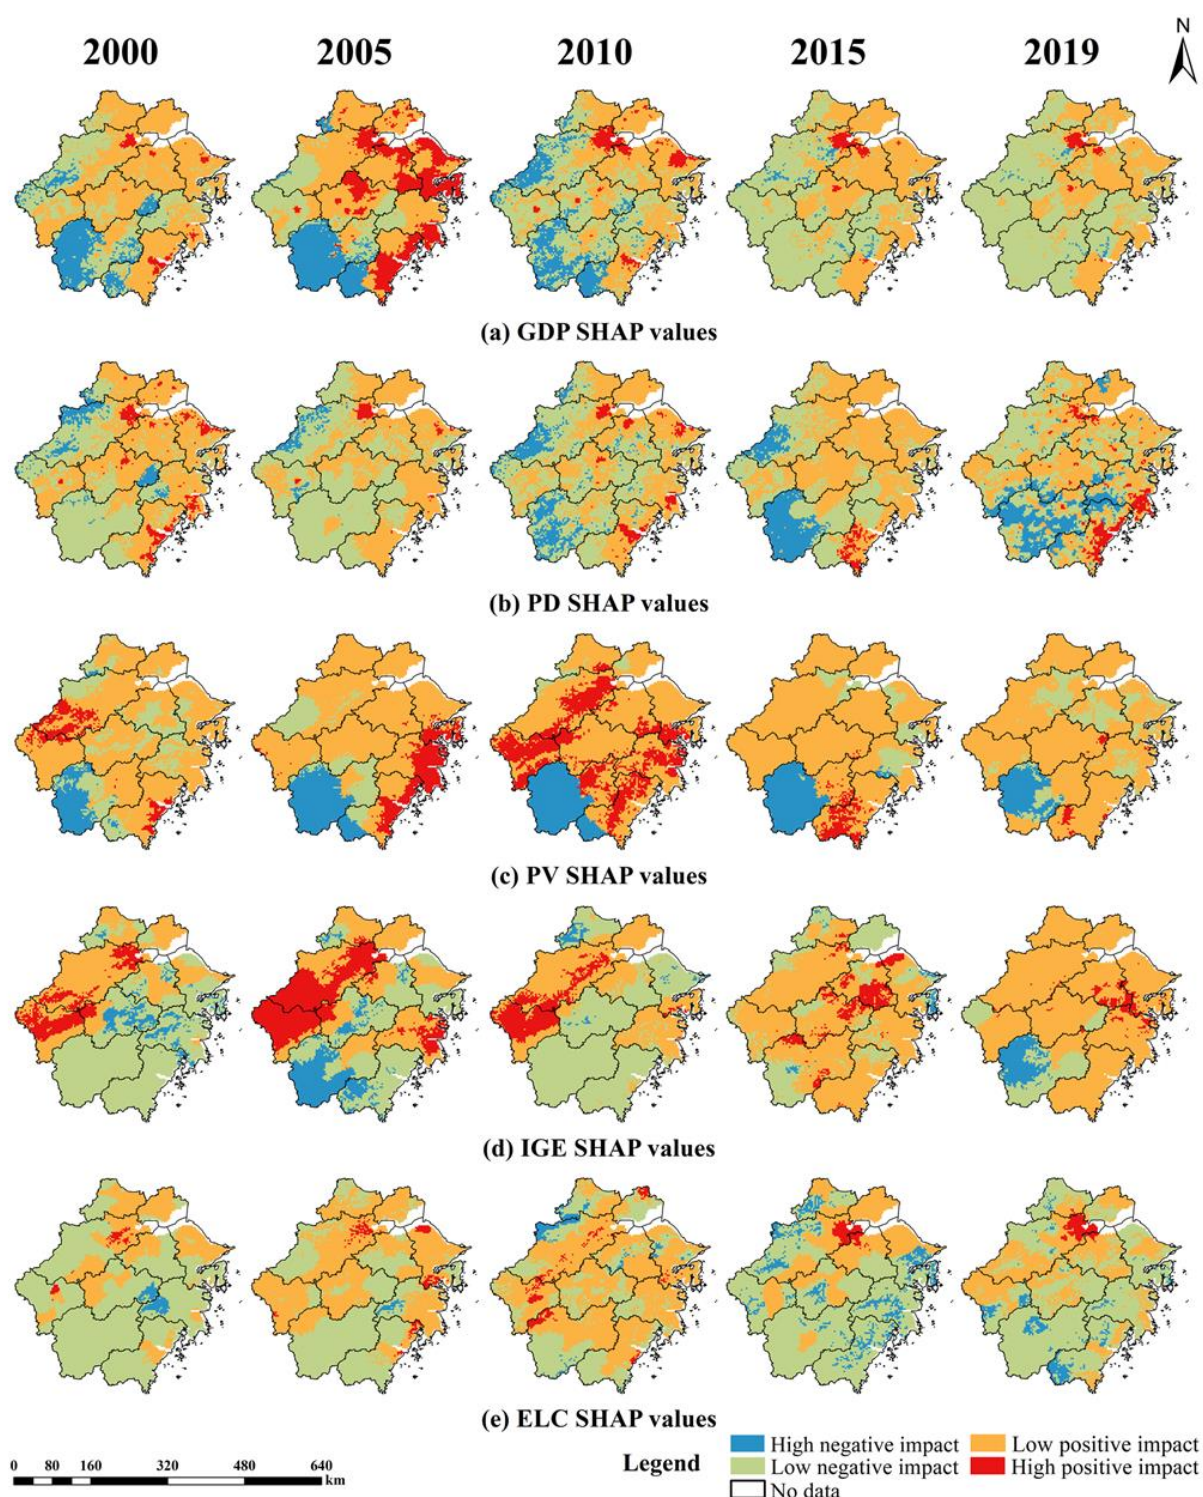 N
2000 2005 2010 2015 2019
(a) GDP SHAP values
(b) PD SHAP values
(c) PV SHAP values
(d) IGE SHAP values
(e) ELC SHAP values
Legend
High negative impact
Low positive impact
Low negative impact
High positive impact
No data
0 80 160 320 480 640
km